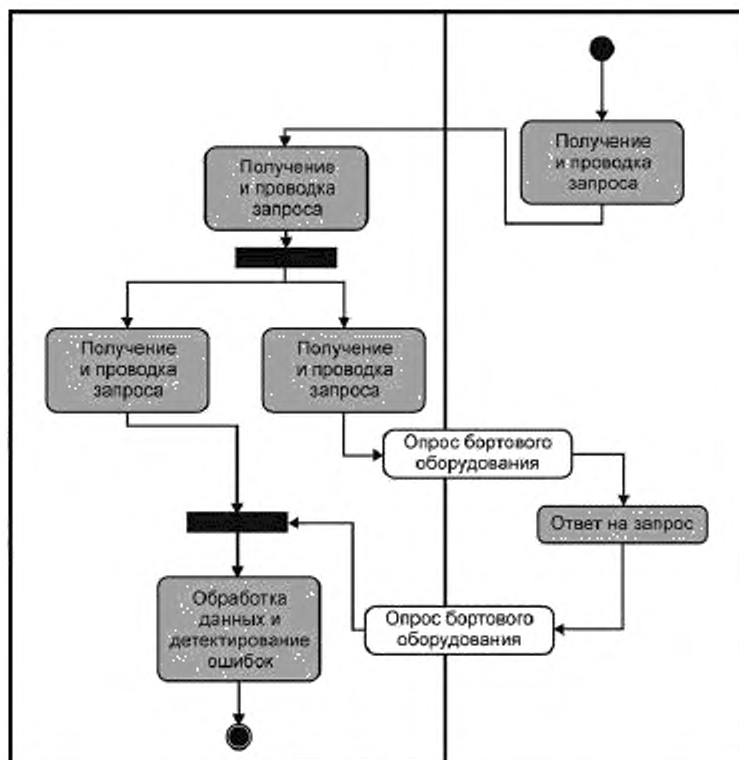 Получение
и проводка
запроса
Получение
и проводка
запроса
Получение
и проводка
запроса
Получение
и проводка
запроса
Опрос бортового
оборудования
Ответ на запрос
Опрос бортового
оборудования
Обработка
данных и
детектирование
ошибок